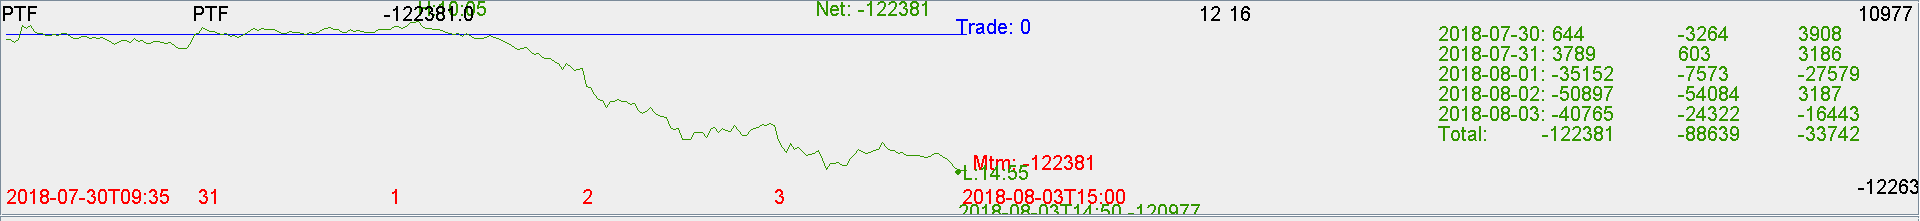 PTF PTF -122381.0 H:10:05 Net: -122381 12 16 10977
Trade: 0
2018-07-30: 644 -3264 3908
2018-07-31: 3789 603 3186
2018-08-01: -35152 -7573 -27579
2018-08-02: -50897 -54084 3187
2018-08-03: -40765 -24322 -16443
Total: -122381 -88639 -33742
Mtm: -122381
L:14:55
-12263
2018-07-30T09:35 31 1 2 3 2018-08-03T15:00
2018-08-03T14:50 -120977